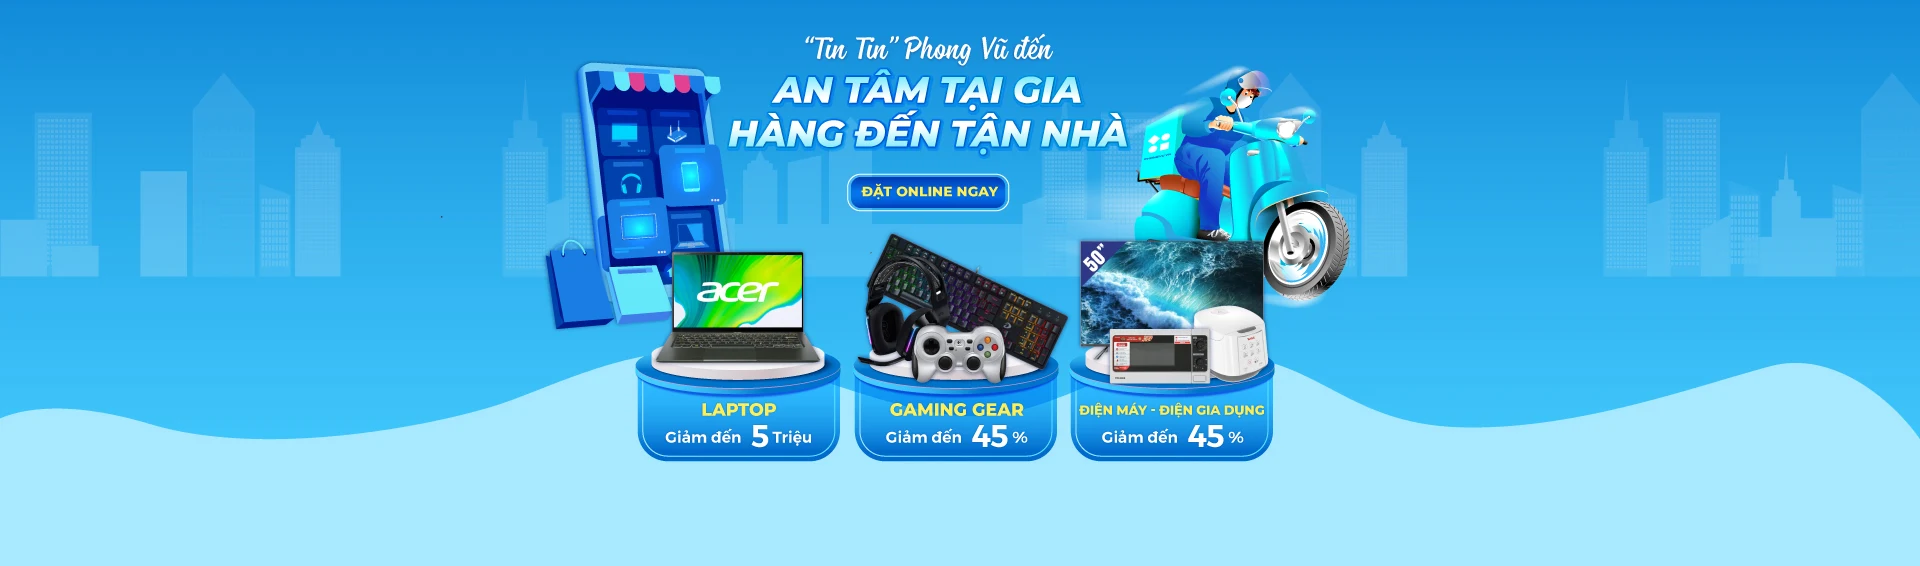 “Tin Tin” Phong Vũ đến
AN TÂM TẠI GIA
HÀNG ĐẾN TẬN NHÀ
ĐẶT ONLINE NGAY
50”
acer
LAPTOP
Giảm đến 5 Triệu
GAMING GEAR
Giảm đến 45 %
ĐIỆN MÁY - ĐIỆN GIA DỤNG
Giảm đến 45 %